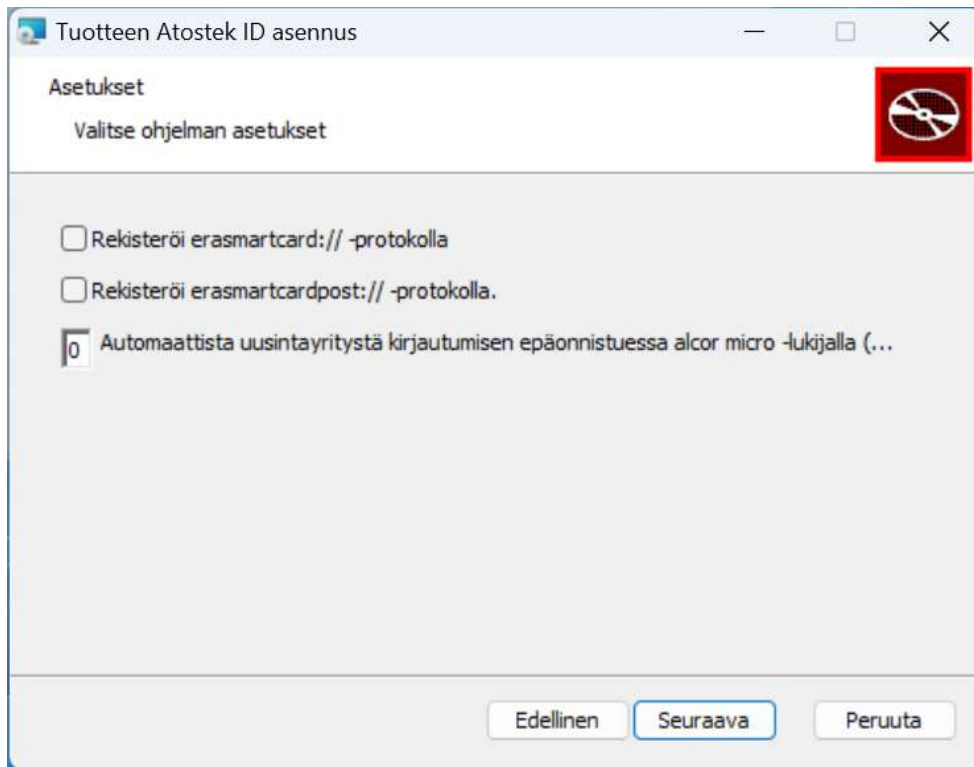 Tuotteen Atostek ID asennus
Asetukset
Valitse ohjelman asetukset
Rekisteröi erasmartcard:// -protokolla
Rekisteröi erasmartcardpost:// -protokolla.
0 Automaattista uusintayritystä kirjautumisen epäonnistuessa alcor micro -lukijalla (...
Edellinen Seuraava Peruuta